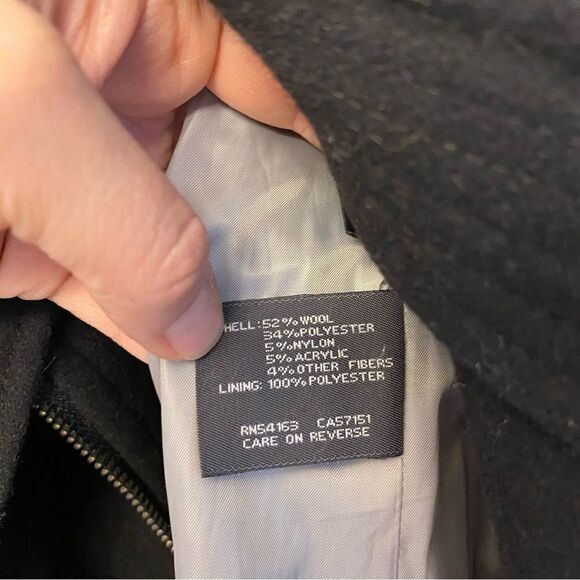 HELL: 52% WOOL
34% POLYESTER
5% NYLON
5% ACRYLIC
4% OTHER FIBERS
LINING: 100% POLYESTER
RN54163 CA57151
CARE ON REVERSE